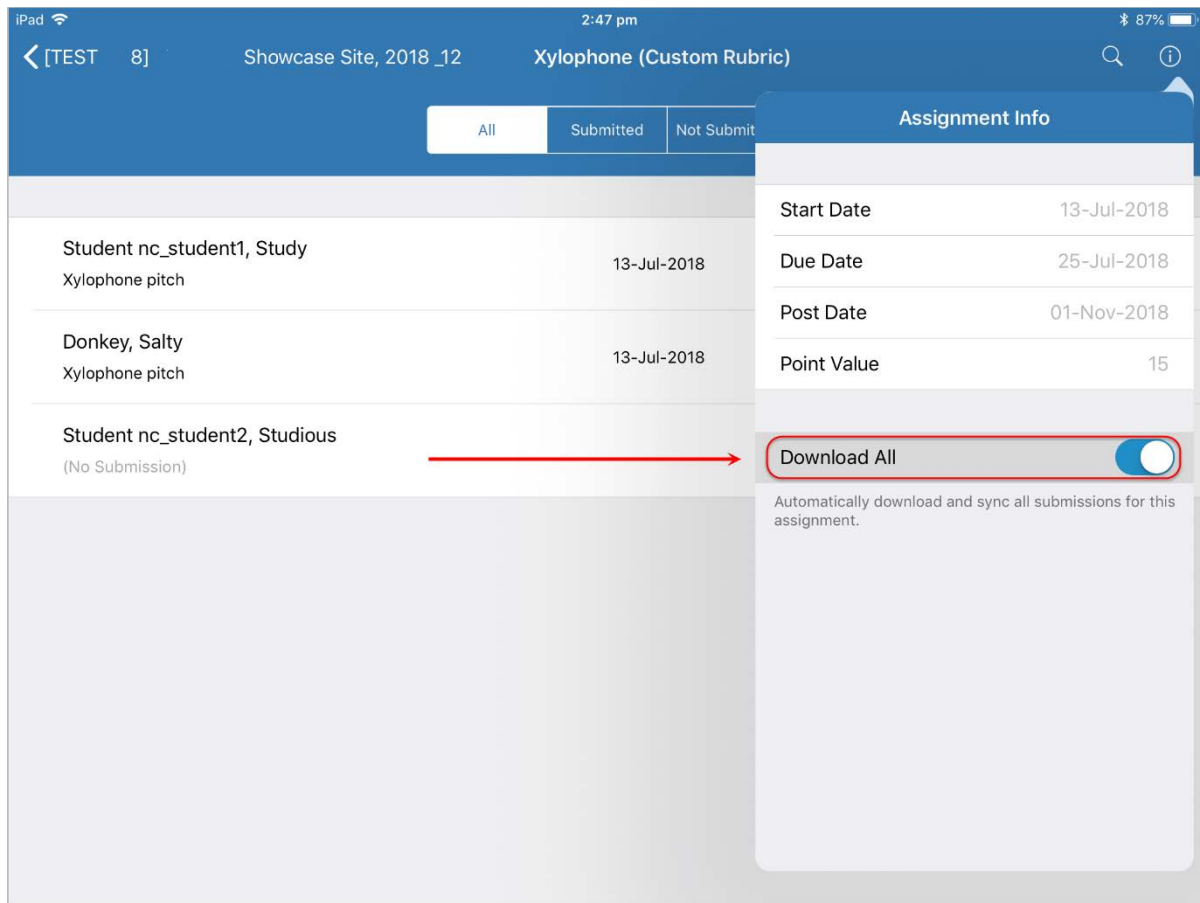 iPad 2:47 pm 87%
[TEST 8] Showcase Site, 2018 _12 Xylophone (Custom Rubric)
All Submitted Not Submit
Assignment Info
Start Date 13-Jul-2018
Due Date 25-Jul-2018
Post Date 01-Nov-2018
Point Value 15
Download All
Automatically download and sync all submissions for this
assignment.
Student nc_student1, Study
Xylophone pitch
13-Jul-2018
Donkey, Salty
Xylophone pitch
13-Jul-2018
Student nc_student2, Studious
(No Submission)